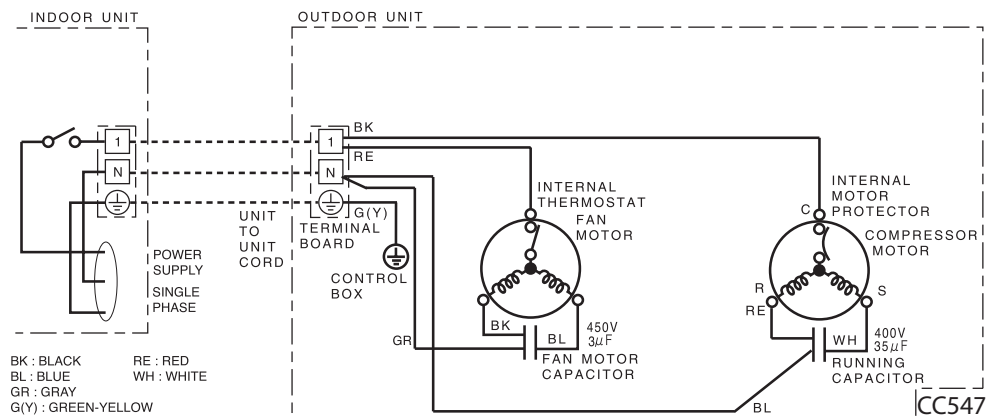 INDOOR UNIT
OUTDOOR UNIT
1
N
1
N
BK
RE
G(Y)
UNIT
TO
UNIT
CORD
TERMINAL
BOARD
CONTROL
BOX
POWER
SUPPLY
SINGLE
PHASE
INTERNAL
THERMOSTAT
FAN
MOTOR
INTERNAL
MOTOR
PROTECTOR
C
COMPRESSOR
MOTOR
R
S
RE
GR
BK
BL
450V
3μF
FAN MOTOR
CAPACITOR
WH
400V
35μF
RUNNING
CAPACITOR
BL
BK : BLACK
RE : RED
BL : BLUE
WH : WHITE
GR : GRAY
G(Y) : GREEN-YELLOW
CC547